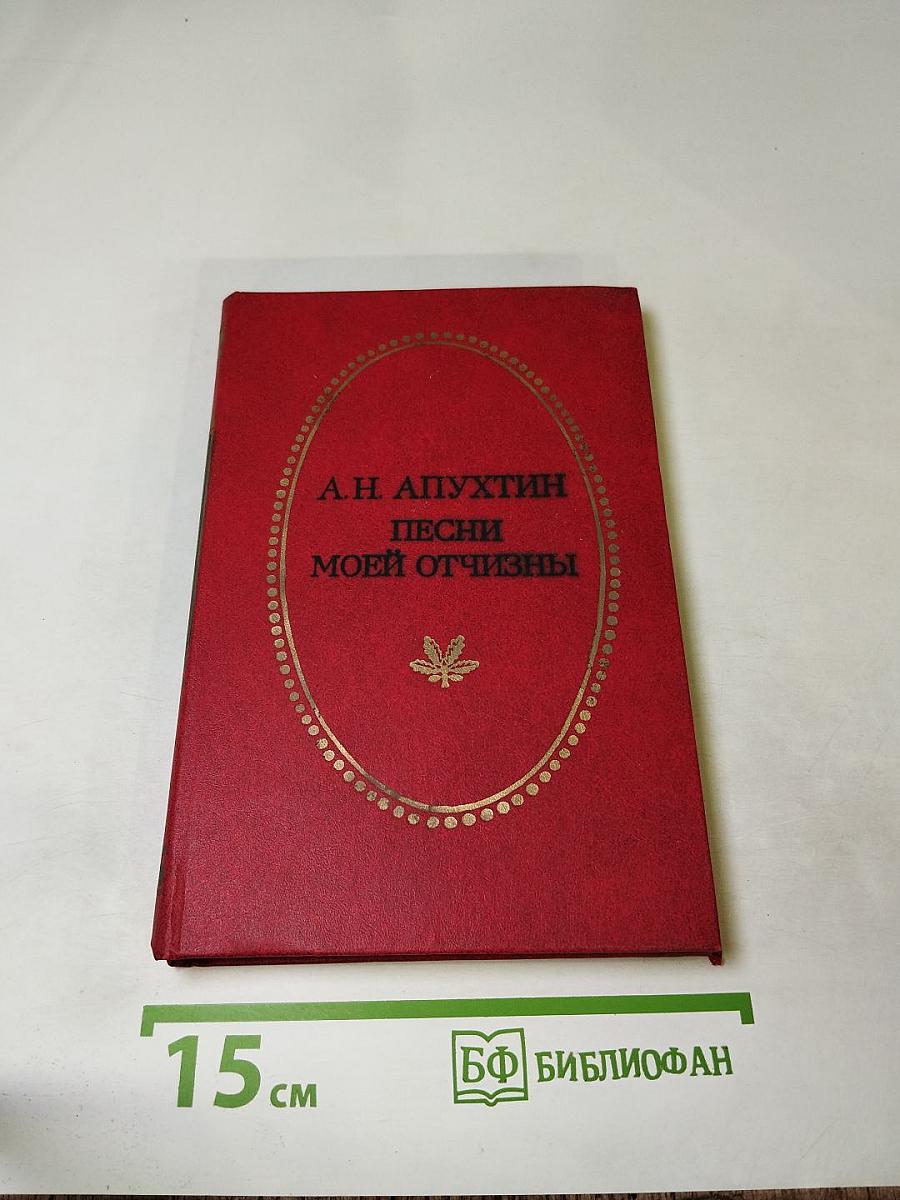 А. Н. АПУХТИН
ПЕСНИ
МОЕЙ ОТЧИЗНЫ
15 см
БФ БИБЛИОФАН